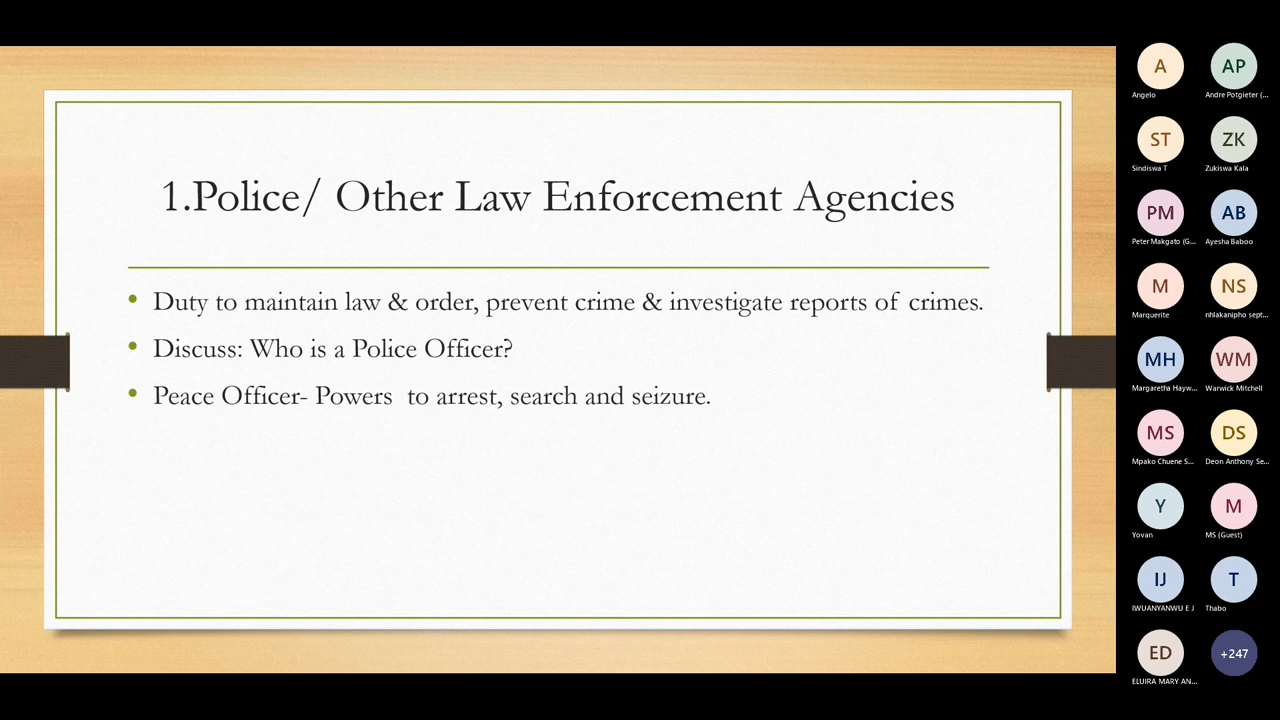 1.Police/ Other Law Enforcement Agencies
• Duty to maintain law & order, prevent crime & investigate reports of crimes.
• Discuss: Who is a Police Officer?
• Peace Officer- Powers to arrest, search and seizure.
A AP
Angelo Andre Potgieter (...
ST ZK
Sindiswa T Zukiswa Kala
PM AB
Peter Makgato (G... Ayesha Baboo
M NS
Marquerite nhlakanipho sept...
MH WM
Margaretha Hayw... Warwick Mitchell
MS DS
Mpako Chuene S... Deon Anthony Se...
Y M
Yovan MS (Guest)
IJ T
IWUANYANWU E J Thabo
ED +247
ELUIRA MARY AN...